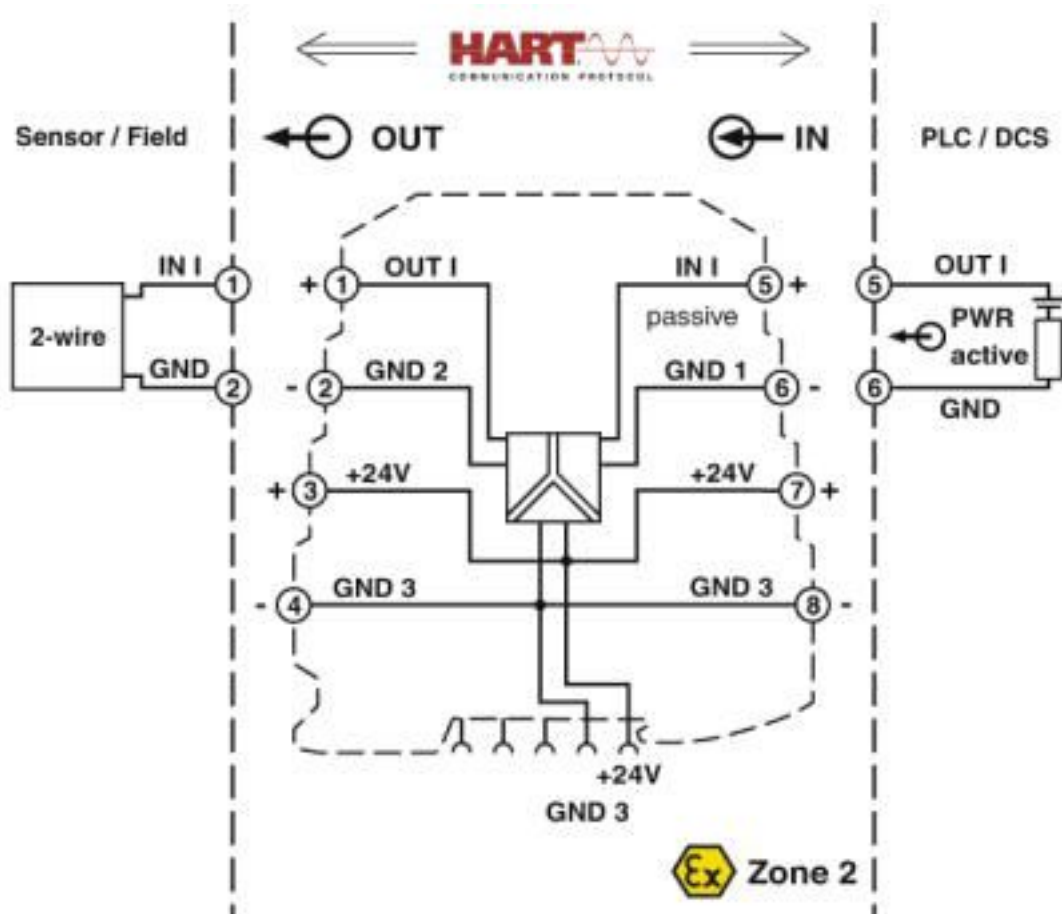 HART
COMMUNICATION PROTOCOL
Sensor / Field
OUT
IN
PLC / DCS
IN I
1
+ 1
OUT I
IN I
5 +
5
OUT I
passive
2-wire
PWR
active
GND
2
- 2
GND 2
GND 1
6 -
6
GND
+ 3
+24V
+24V
7 +
- 4
GND 3
GND 3
8 -
+24V
GND 3
Ex
Zone 2